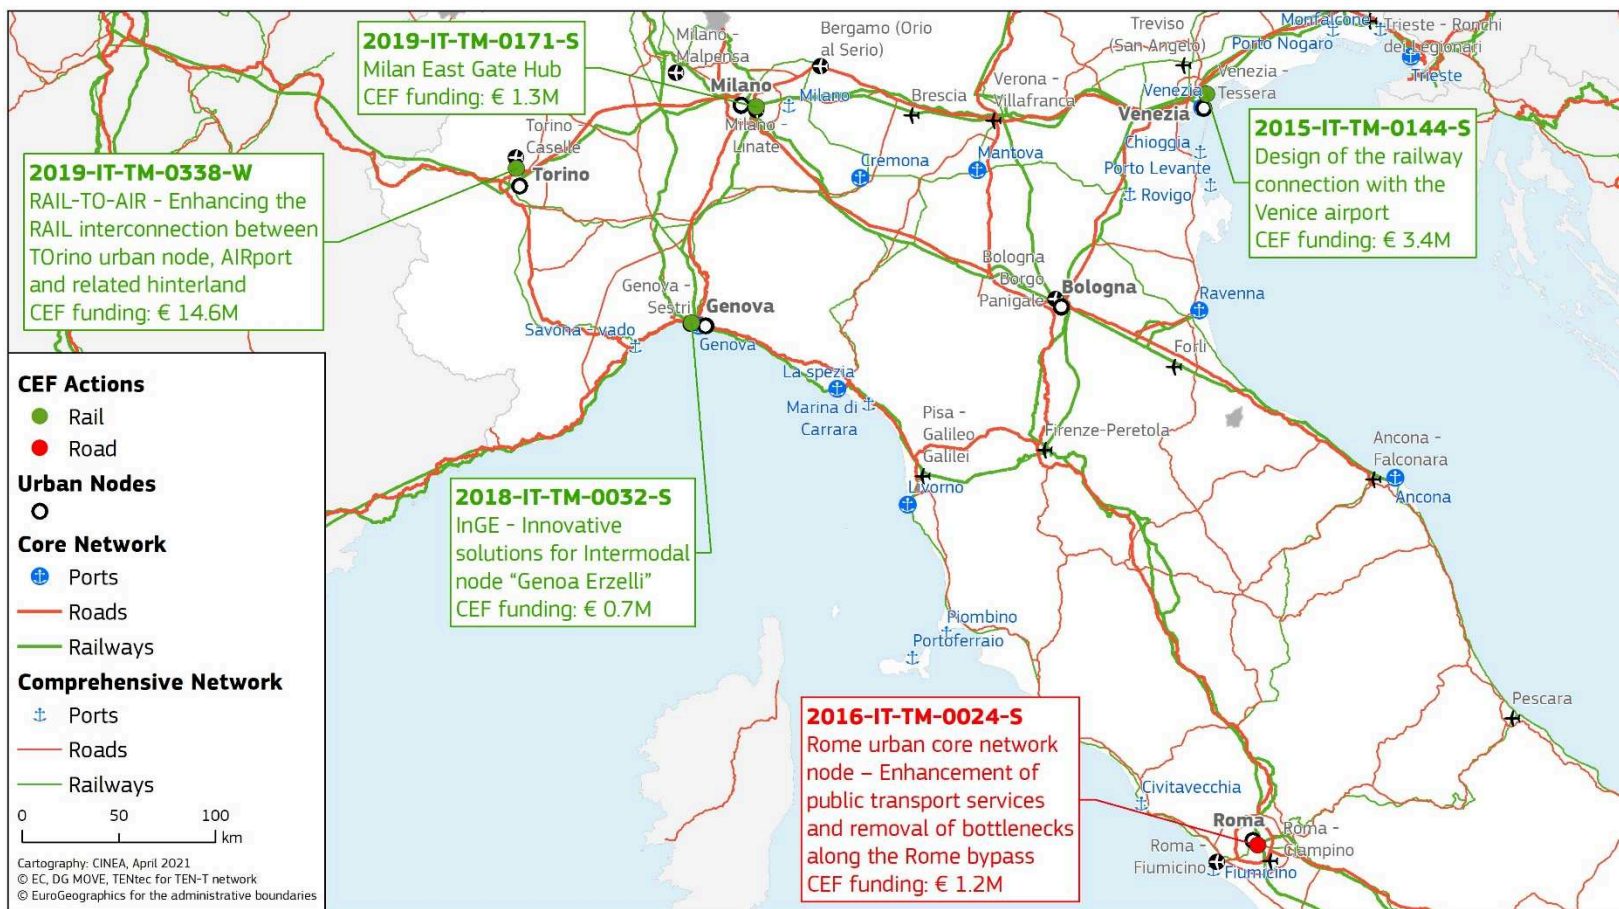 2019-IT-TM-0171-S
Milan East Gate Hub
CEF funding: € 1.3M
2019-IT-TM-0338-W
RAIL-TO-AIR - Enhancing the
RAIL interconnection between
TOrino urban node, AIRport
and related hinterland
CEF funding: € 14.6M
2015-IT-TM-0144-S
Design of the railway
connection with the
Venice airport
CEF funding: € 3.4M
2018-IT-TM-0032-S
InGE - Innovative
solutions for Intermodal
node “Genoa Erzelli”
CEF funding: € 0.7M
2016-IT-TM-0024-S
Rome urban core network
node – Enhancement of
public transport services
and removal of bottlenecks
along the Rome bypass
CEF funding: € 1.2M
Milano -
Malpensa
Bergamo (Orio
al Serio)
Treviso
(San Angelo)
Monfalcone
Porto Nogaro
Trieste - Ronchi
dei Legionari
Trieste
Milano
Milano
Milano -
Linate
Brescia
Verona -
Villafranca
Venezia -
Tessera
Venezia
Venezia
Chioggia
Porto Levante
Rovigo
Torino -
Caselle
Torino
Cremona
Mantova
Genova -
Sestri
Genova
Genova
Savona - vado
Bologna
Borgo
Panigale
Bologna
Ravenna
Forlì
La spezia
Marina di
Carrara
Pisa -
Galileo
Galilei
Firenze-Peretola
Livorno
Ancona -
Falconara
Ancona
Piombino
Portoferraio
Pescara
Civitavecchia
Roma
Roma -
Ciampino
Roma -
Fiumicino
Fiumicino
CEF Actions
Rail
Road
Urban Nodes
Core Network
Ports
Roads
Railways
Comprehensive Network
Ports
Roads
Railways
0 50 100
km
Cartography: CINEA, April 2021
© EC, DG MOVE, TENtec for TEN-T network
© EuroGeographics for the administrative boundaries